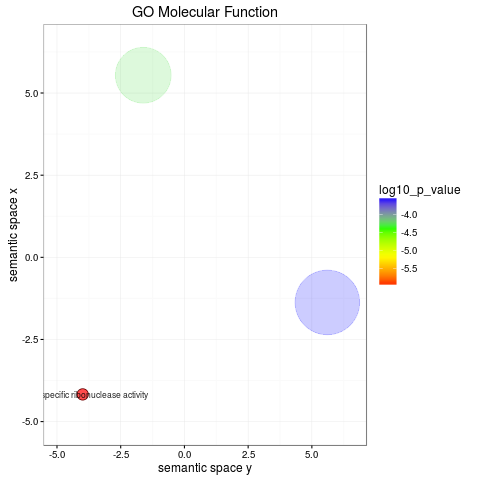 GO Molecular Function
semantic space x
5.0
2.5
0.0
-2.5
-5.0
specific ribonuclease activity
-5.0 -2.5 0.0 2.5 5.0
semantic space y
log10_p_value
-4.0
-4.5
-5.0
-5.5